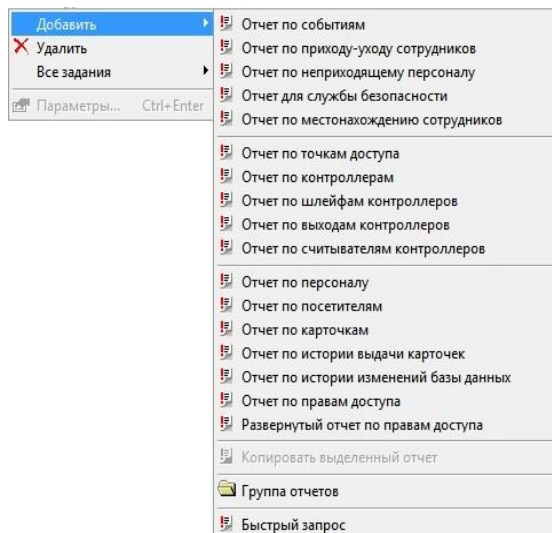 Добавить
Удалить
Все задания
Параметры... Ctrl+Enter
Отчет по событиям
Отчет по приходу-уходу сотрудников
Отчет по неприходящему персоналу
Отчет для службы безопасности
Отчет по местонахождению сотрудников
Отчет по точкам доступа
Отчет по контроллерам
Отчет по шлейфам контроллеров
Отчет по выходам контроллеров
Отчет по считывателям контроллеров
Отчет по персоналу
Отчет по посетителям
Отчет по карточкам
Отчет по истории выдачи карточек
Отчет по истории изменений базы данных
Отчет по правам доступа
Развернутый отчет по правам доступа
Копировать выделенный отчет
Группа отчетов
Быстрый запрос